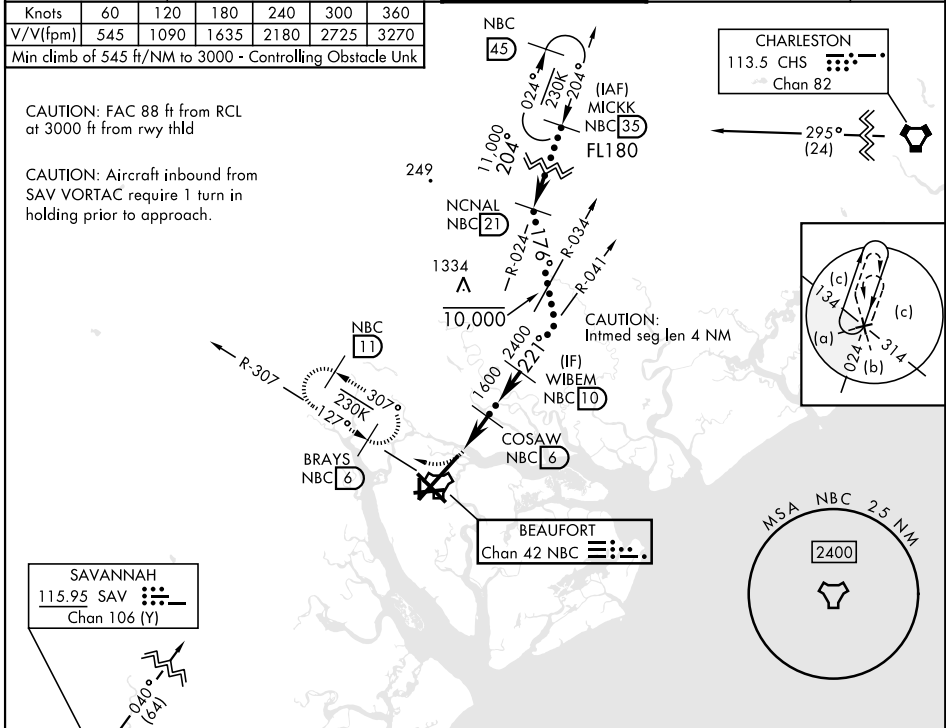 Knots 60 120 180 240 300 360
V/V(fpm) 545 1090 1635 2180 2725 3270
Min climb of 545 ft/NM to 3000 - Controlling Obstacle Unk
CAUTION: FAC 88 ft from RCL
at 3000 ft from rwy thld
CAUTION: Aircraft inbound from
SAV VORTAC require 1 turn in
holding prior to approach.
NBC
45
024°
230K
204°
(IAF)
MICKK
NBC 35
FL180
11,000
204°
249
NCNAL
NBC 21
R-024
176°
R-034
R-041
1334
10,000
CAUTION:
Intmed seg len 4 NM
2400
1600
221°
(IF)
WIBEM
NBC 10
COSAW
NBC 6
NBC
11
R-307
307°
230K
127°
BRAYS
NBC 6
BEAUFORT
Chan 42 NBC
CHARLESTON
113.5 CHS
Chan 82
295°
(24)
(c)
134
(c)
(a)
024
(b)
314
MSA NBC 25 NM
2400
SAVANNAH
115.95 SAV
Chan 106 (Y)
040°
(64)